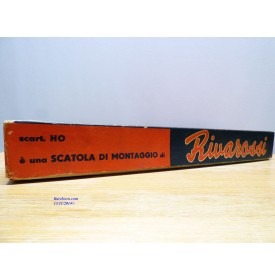 scart. HO
è una SCATOLA DI MONTAGGIO di
Rivarossi